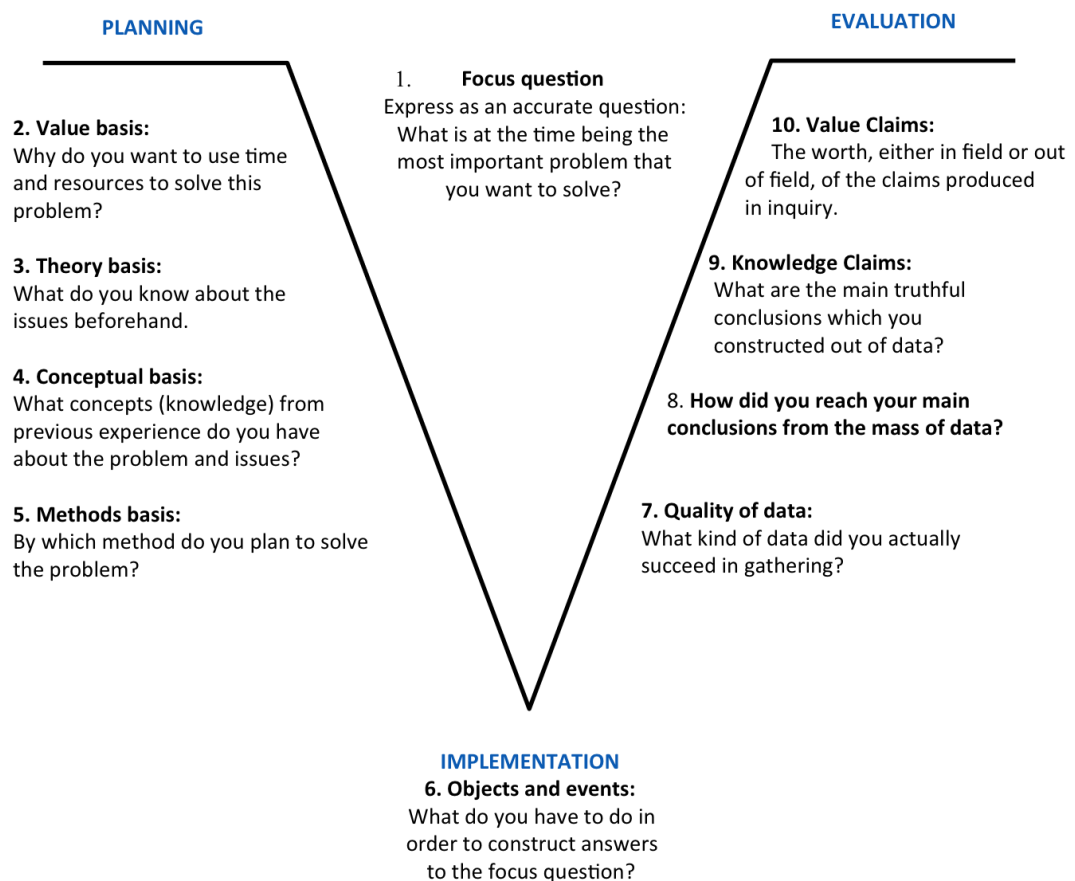 PLANNING
EVALUATION
1. Focus question
Express as an accurate question:
What is at the time being the
most important problem that
you want to solve?
2. Value basis:
Why do you want to use time
and resources to solve this
problem?
3. Theory basis:
What do you know about the
issues beforehand.
4. Conceptual basis:
What concepts (knowledge) from
previous experience do you have
about the problem and issues?
5. Methods basis:
By which method do you plan to solve
the problem?
IMPLEMENTATION
6. Objects and events:
What do you have to do in
order to construct answers
to the focus question?
7. Quality of data:
What kind of data did you actually
succeed in gathering?
8. How did you reach your main
conclusions from the mass of data?
9. Knowledge Claims:
What are the main truthful
conclusions which you
constructed out of data?
10. Value Claims:
The worth, either in field or out
of field, of the claims produced
in inquiry.